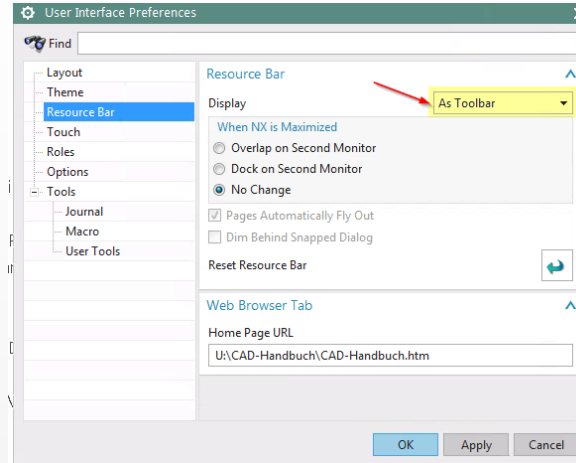 User Interface Preferences
Find
Layout
Theme
Resource Bar
Touch
Roles
Options
Tools
Journal
Macro
User Tools
Resource Bar
Display
As Toolbar
When NX is Maximized
Overlap on Second Monitor
Dock on Second Monitor
No Change
Pages Automatically Fly Out
Dim Behind Snapped Dialog
Reset Resource Bar
Web Browser Tab
Home Page URL
U:\CAD-Handbuch\CAD-Handbuch.htm
OK
Apply
Cancel